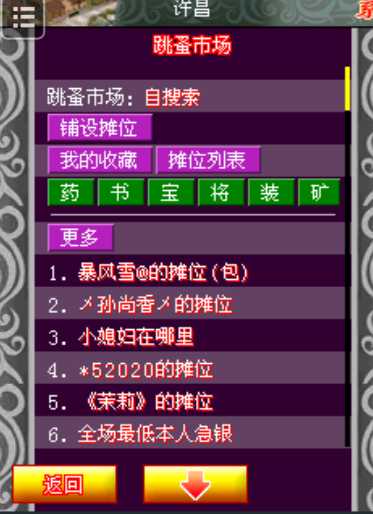 许昌
跳蚤市场
跳蚤市场：自搜索
铺设摊位
我的收藏 摊位列表
药 书 宝 将 装 矿
更多
1. 暴风雪@的摊位(包)
2. 〆孙尚香〆的摊位
3. 小媳妇在哪里
4. *52020的摊位
5. 《茉莉》的摊位
6. 全场最低本人急银
返回